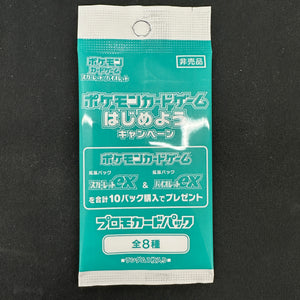 ポケモン
カードゲーム
スカーレット&バイオレット
非売品
ポケモンカードゲーム
はじめよう
キャンペーン
ポケモンカードゲーム
拡張パック
スカーレットex
&
拡張パック
バイオレットex
を合計10パック購入でプレゼント
プロモカードパック
全8種